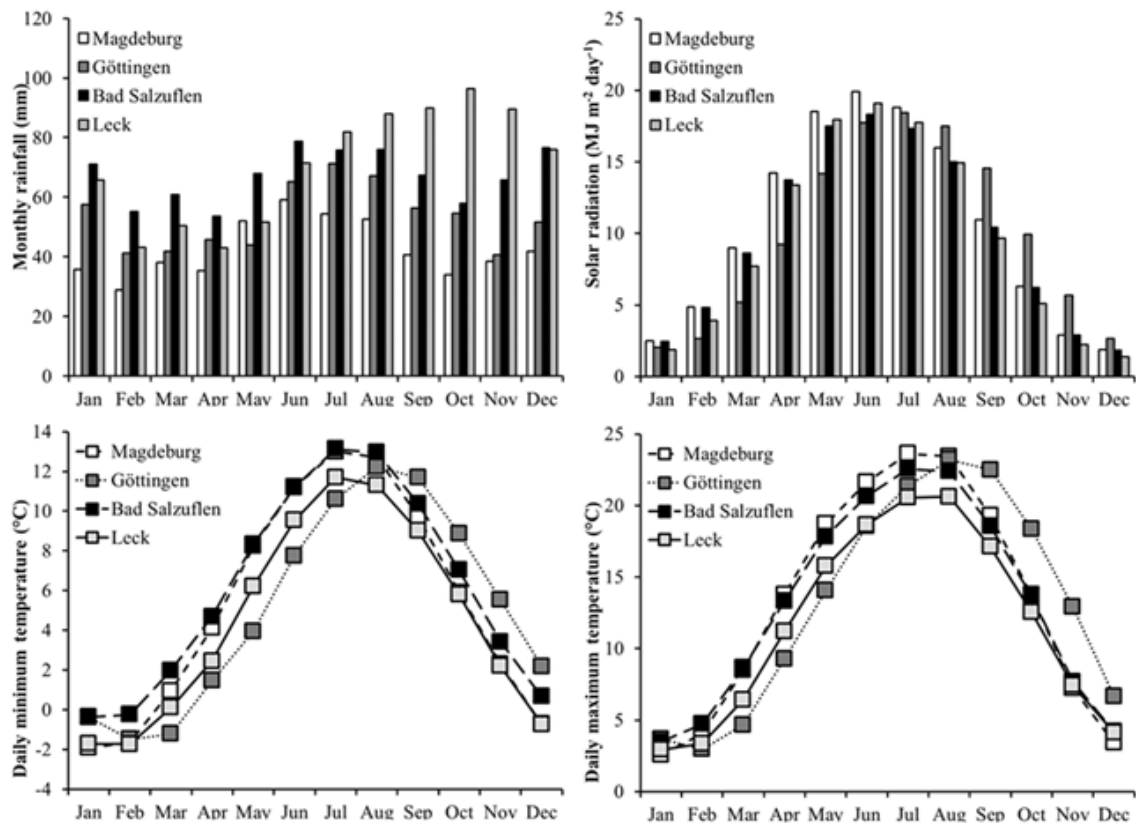 120
100
80
60
40
20
0
Monthly rainfall (mm)
Magdeburg
Göttingen
Bad Salzuflen
Leck
Jan Feb Mar Apr May Jun Jul Aug Sep Oct Nov Dec
25
20
15
10
5
0
Solar radiation (MJ m⁻² day⁻¹)
Magdeburg
Göttingen
Bad Salzuflen
Leck
Jan Feb Mar Apr May Jun Jul Aug Sep Oct Nov Dec
14
12
10
8
6
4
2
0
-2
-4
Daily minimum temperature (°C)
Magdeburg
Göttingen
Bad Salzuflen
Leck
Jan Feb Mar Apr May Jun Jul Aug Sep Oct Nov Dec
25
20
15
10
5
0
Daily maximum temperature (°C)
Magdeburg
Göttingen
Bad Salzuflen
Leck
Jan Feb Mar Apr May Jun Jul Aug Sep Oct Nov Dec